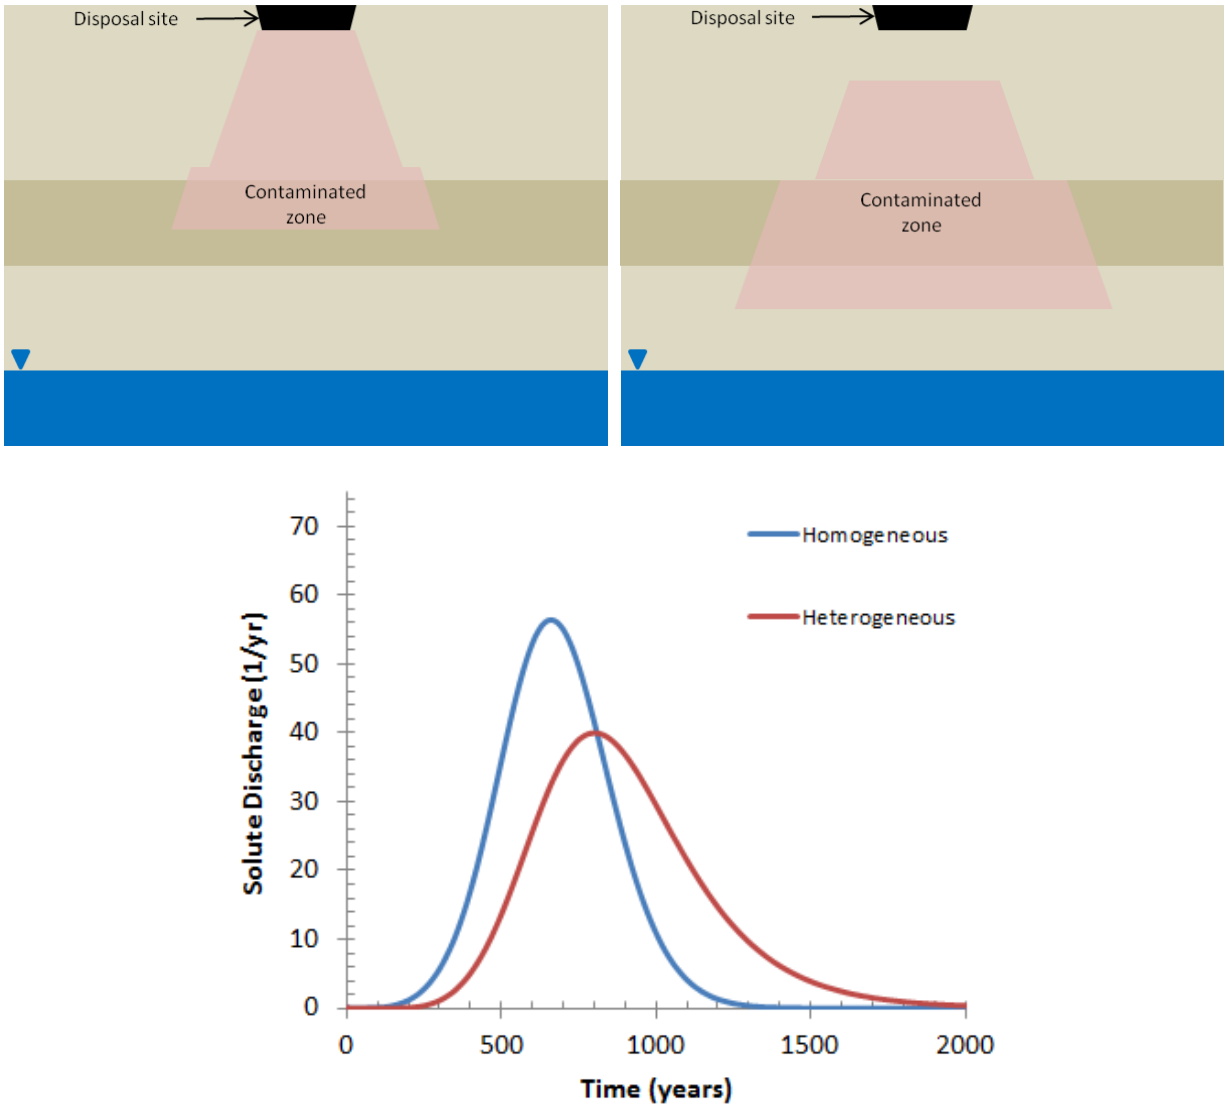 Disposal site
Contaminated
zone
Disposal site
Contaminated
zone
70
60
50
40
30
20
10
0
Solute Discharge (1/yr)
Homogeneous
Heterogeneous
0 500 1000 1500 2000
Time (years)